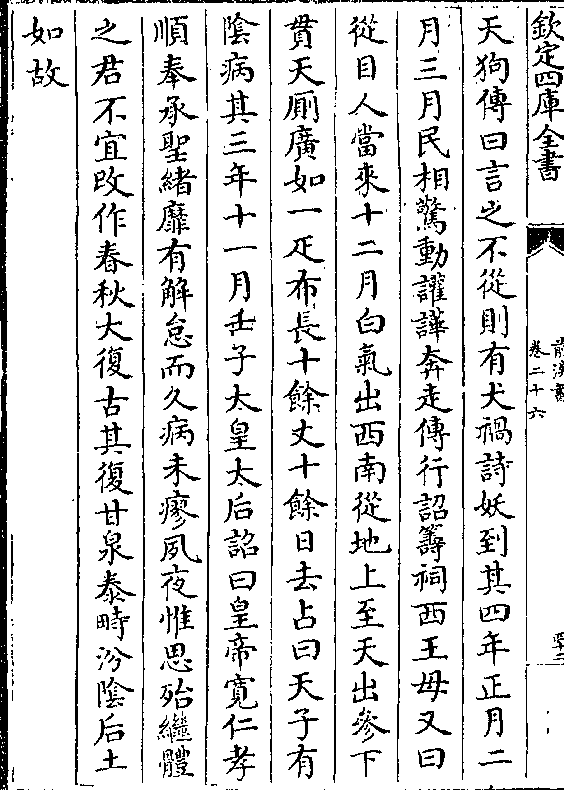 欽定四庫全書
前漢書
卷二十六
天狗傳曰言之不從則有犬禍詩妖到其四年正月二
月三月民相驚動讙譁奔走傳行詔籌祠西王母又曰
從目人當來十二月白氣出西南從地上至天出參下
貫天厠廣如一疋布長十餘丈十餘日去占曰天子有
陰病其三年十一月壬子太皇太后詔曰皇帝寛仁孝
順奉承聖緒靡有解怠而久病未瘳夙夜惟思殆繼體
之君不宜改作春秋大復古其復甘泉泰畤汾陰后土
如故